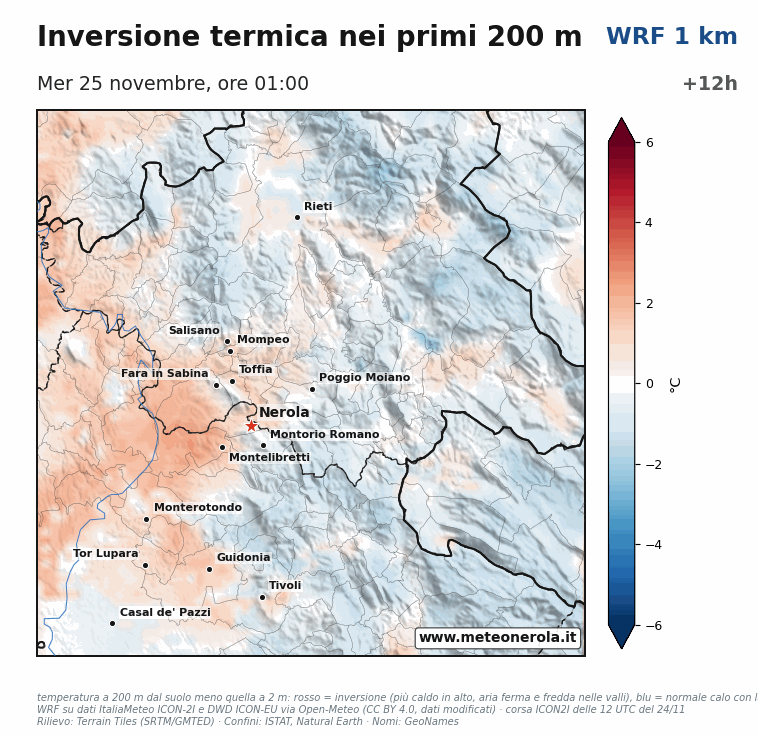 Inversione termica nei primi 200 m
WRF 1 km
Mer 25 novembre, ore 01:00
+12h
Rieti
Salisano
Mompeo
Fara in Sabina
Toffia
Poggio Moiano
Nerola
Montorio Romano
Montelibretti
Monterotondo
Tor Lupara
Guidonia
Tivoli
Casal de' Pazzi
www.meteonerola.it
6
4
2
0
−2
−4
−6
°C
temperatura a 200 m dal suolo meno quella a 2 m: rosso = inversione (più caldo in alto, aria ferma e fredda nelle valli), blu = normale calo con l
WRF su dati ItaliaMeteo ICON-2I e DWD ICON-EU via Open-Meteo (CC BY 4.0, dati modificati) · corsa ICON2I delle 12 UTC del 24/11
Rilievo: Terrain Tiles (SRTM/GMTED) · Confini: ISTAT, Natural Earth · Nomi: GeoNames